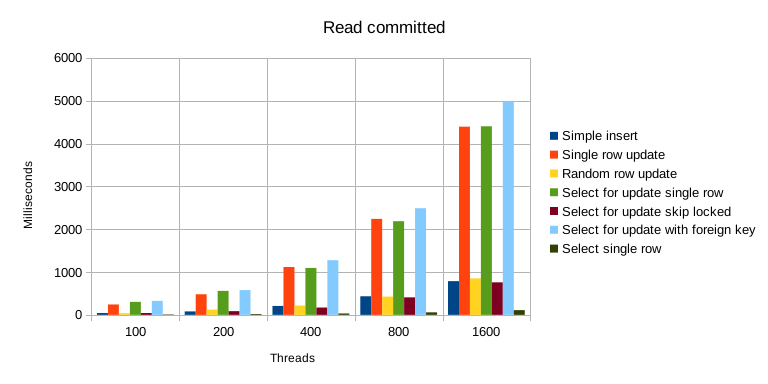 Read committed
6000
5000
4000
3000
2000
1000
0
Milliseconds
100 200 400 800 1600
Threads
Simple insert
Single row update
Random row update
Select for update single row
Select for update skip locked
Select for update with foreign key
Select single row